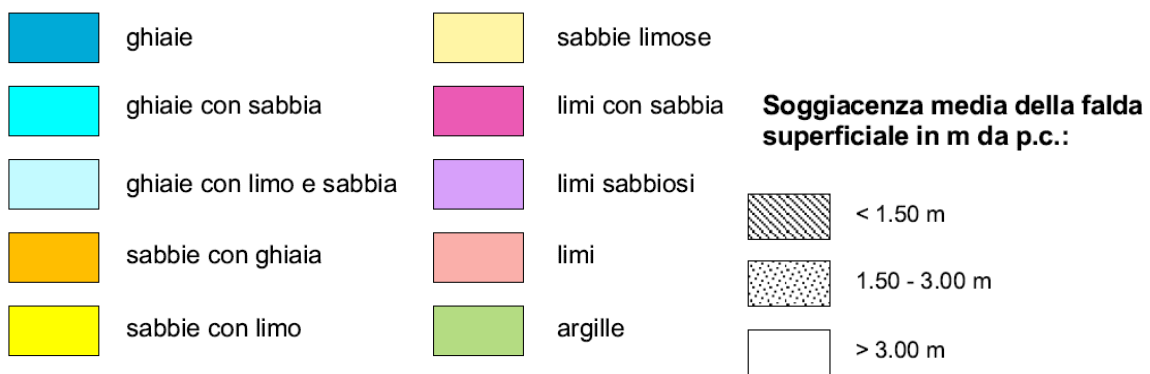 ghiaie
ghiaie con sabbia
ghiaie con limo e sabbia
sabbie con ghiaia
sabbie con limo
sabbie limose
limi con sabbia
limi sabbiosi
limi
argille
Soggiacenza media della falda
superficiale in m da p.c.:
< 1.50 m
1.50 - 3.00 m
> 3.00 m